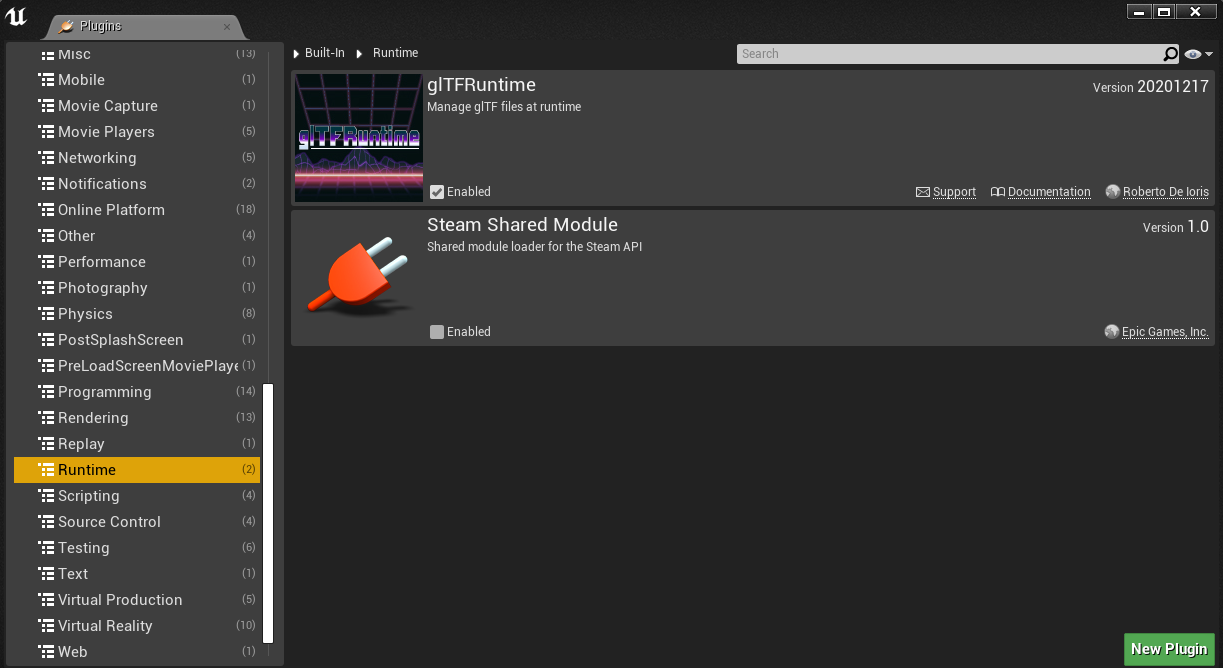 Plugins
Misc (13)
Mobile (1)
Movie Capture (1)
Movie Players (5)
Networking (5)
Notifications (2)
Online Platform (18)
Other (4)
Performance (1)
Photography (1)
Physics (8)
PostSplashScreen (1)
PreLoadScreenMoviePlaye (1)
Programming (14)
Rendering (13)
Replay (1)
Runtime (2)
Scripting (4)
Source Control (4)
Testing (6)
Text (1)
Virtual Production (5)
Virtual Reality (10)
Web (1)
Built-In Runtime
Search
glTFRuntime
glTFRuntime Version 20201217
Manage glTF files at runtime
Enabled Support Documentation Roberto De Ioris
Steam Shared Module Version 1.0
Shared module loader for the Steam API
Enabled Epic Games, Inc.
New Plugin